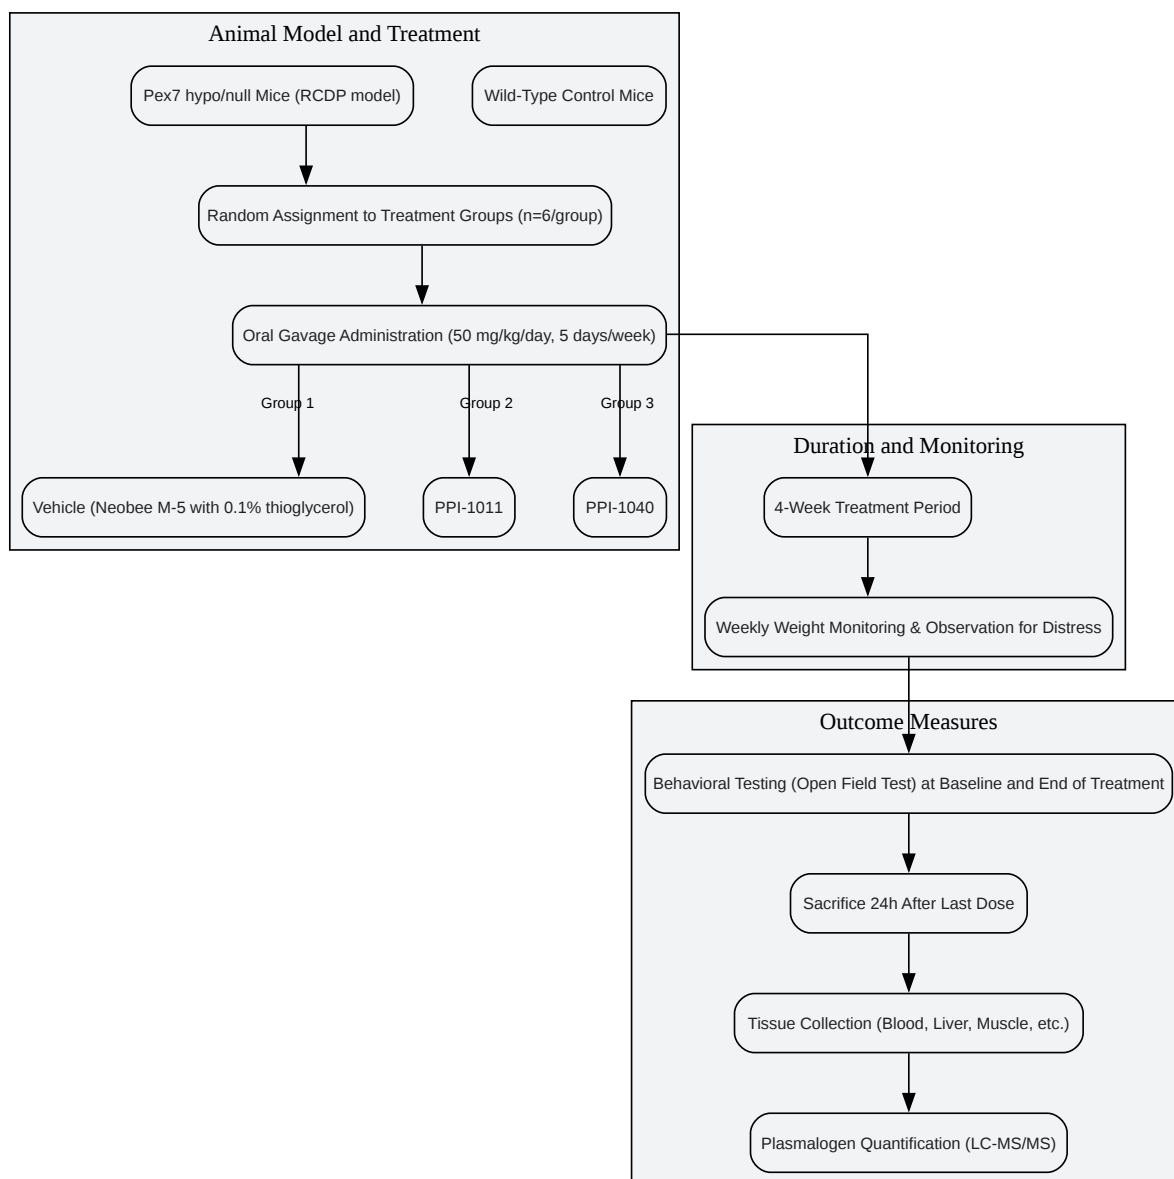 Animal Model and Treatment
Pex7 hypo/null Mice (RCDP model)
Wild-Type Control Mice
Random Assignment to Treatment Groups (n=6/group)
Oral Gavage Administration (50 mg/kg/day, 5 days/week)
Group 1
Group 2
Group 3
Vehicle (Neobee M-5 with 0.1% thioglycerol)
PPI-1011
PPI-1040
Duration and Monitoring
4-Week Treatment Period
Weekly Weight Monitoring & Observation for Distress
Outcome Measures
Behavioral Testing (Open Field Test) at Baseline and End of Treatment
Sacrifice 24h After Last Dose
Tissue Collection (Blood, Liver, Muscle, etc.)
Plasmalogen Quantification (LC-MS/MS)